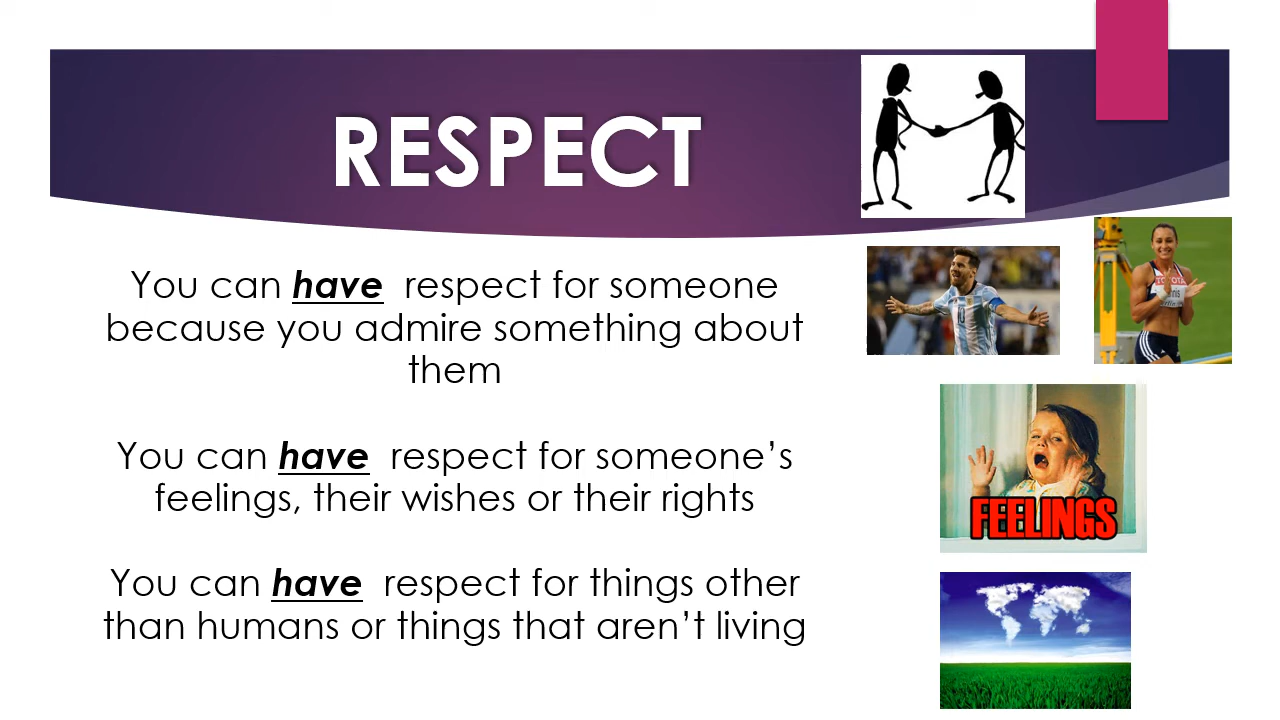 RESPECT
You can have respect for someone
because you admire something about
them
You can have respect for someone’s
feelings, their wishes or their rights
You can have respect for things other
than humans or things that aren’t living
10
TOYOTA
FEELINGS